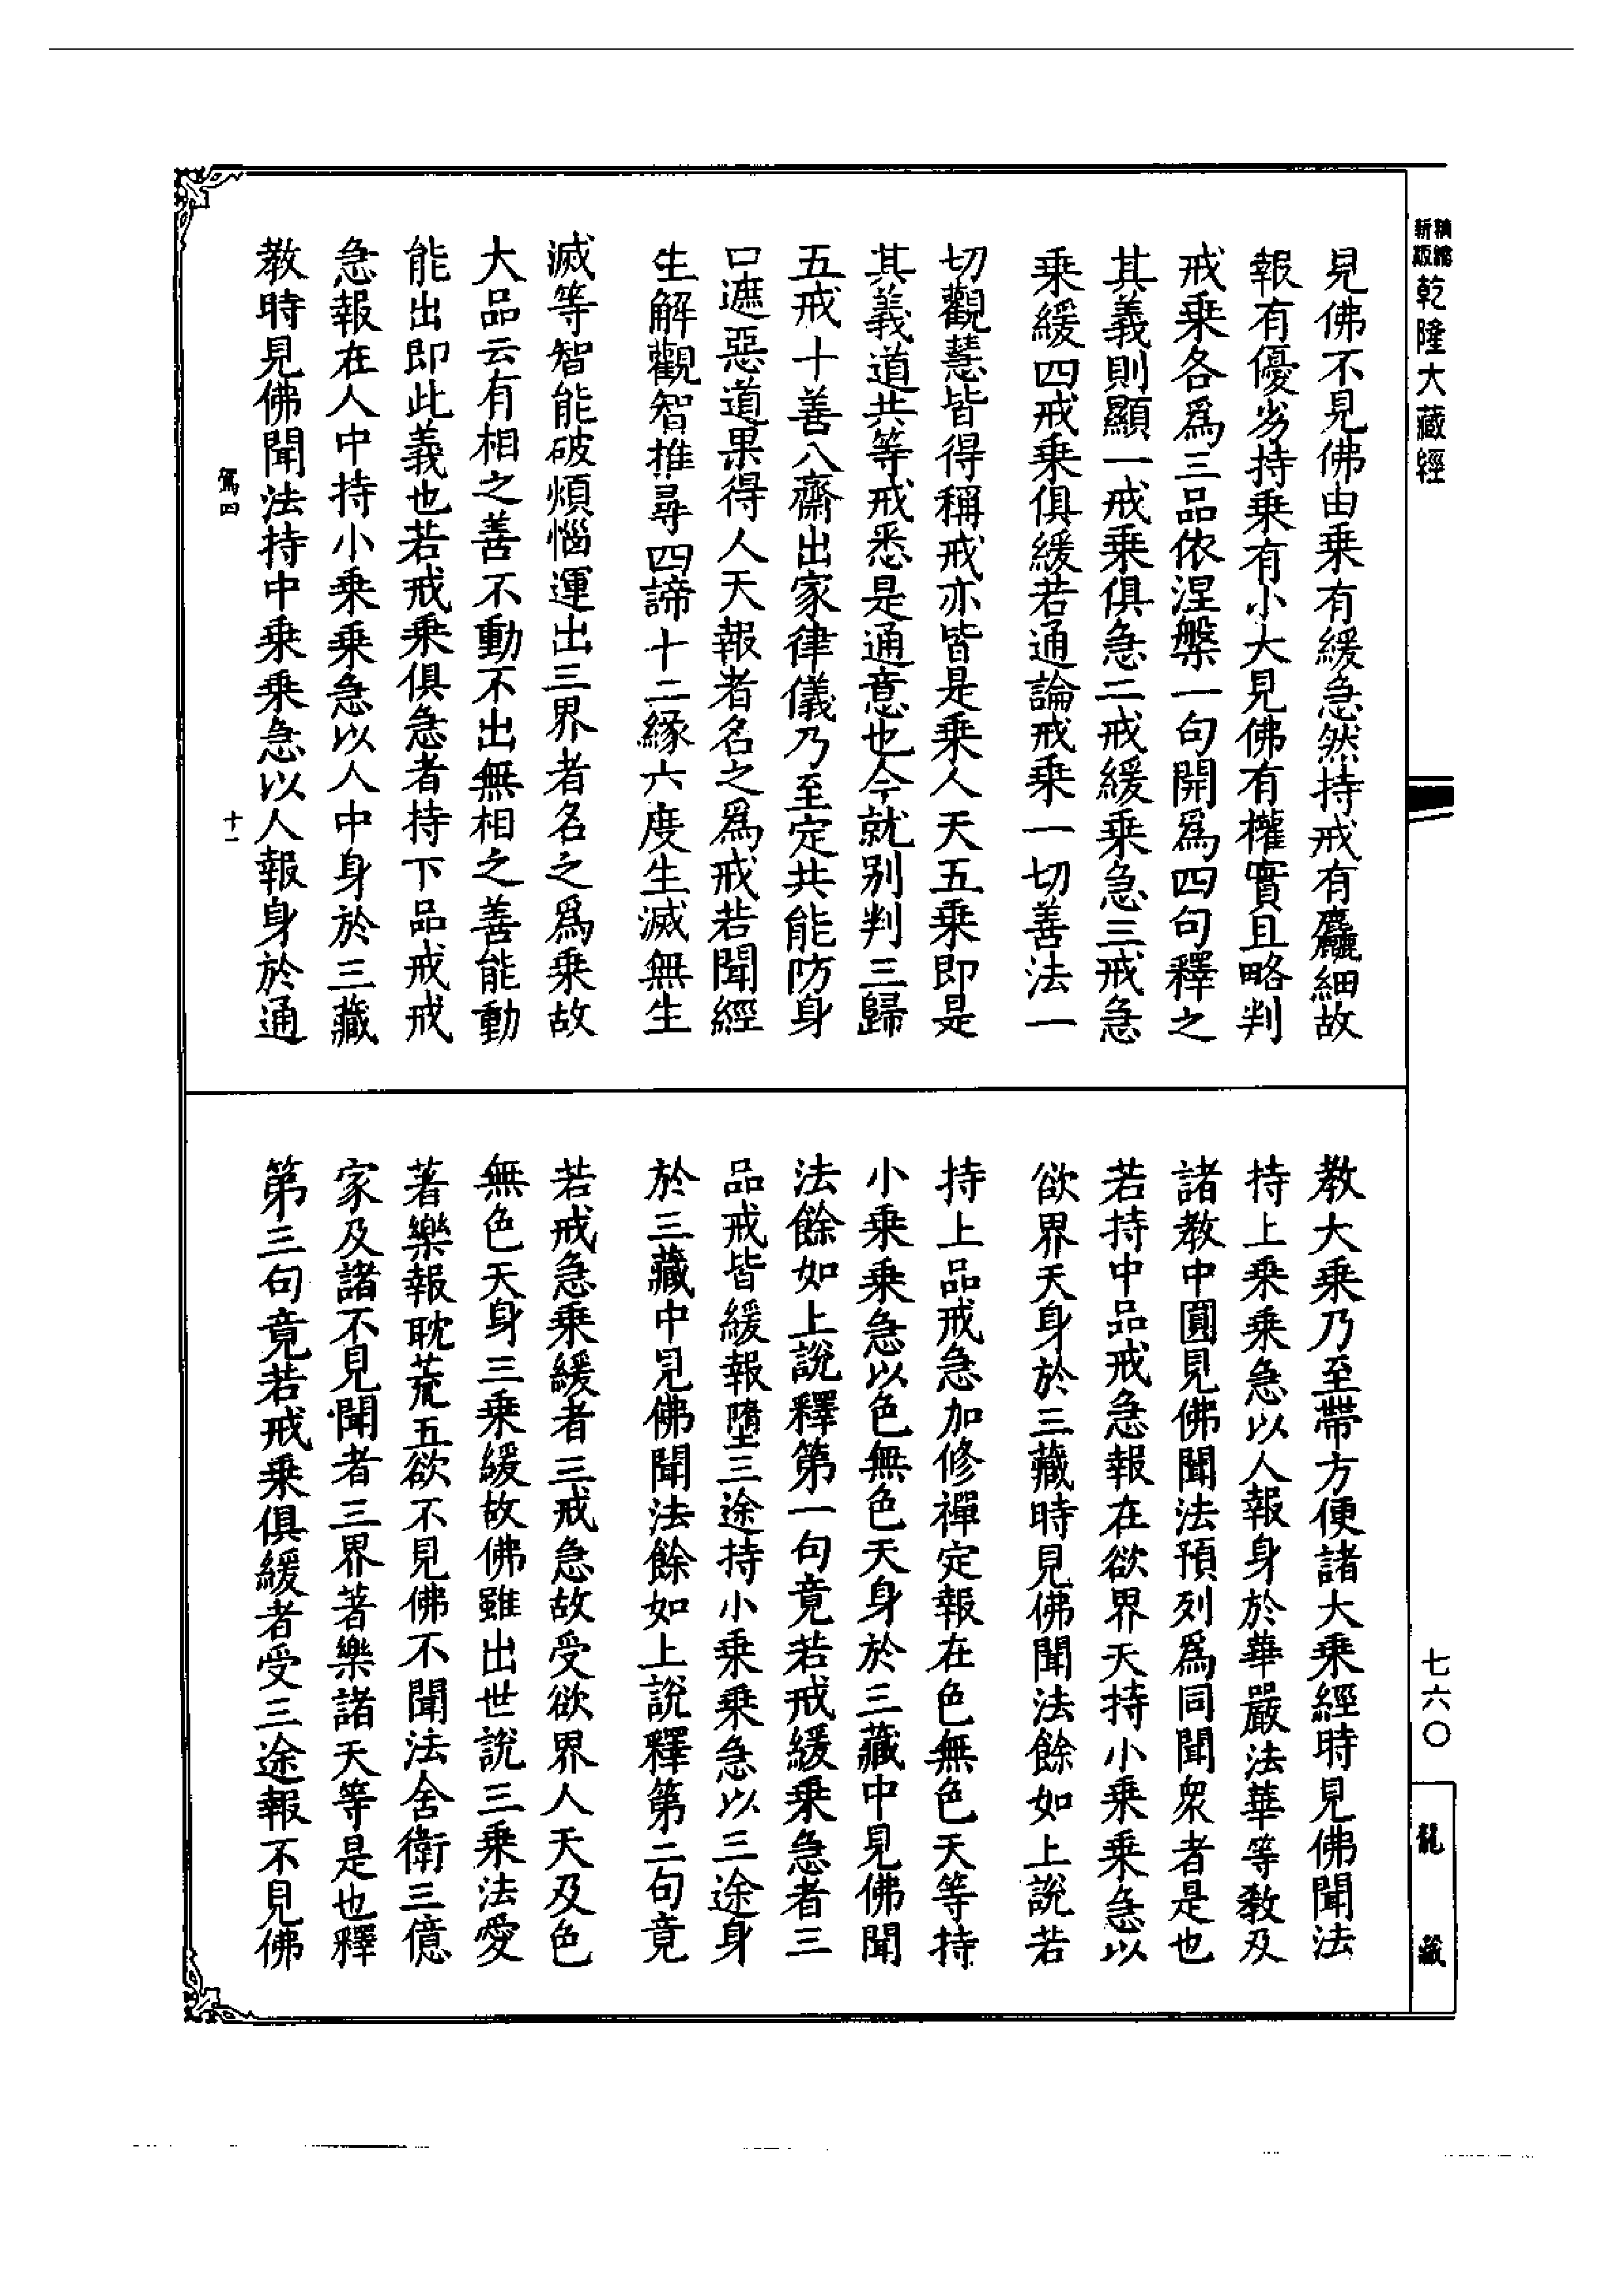 精縮新版乾隆大藏經
見佛不見佛由乘有緩急然持戒有麤細故
報有優劣持乘有小大見佛有權實且略判
戒乘各爲三品依涅槃一句開爲四句釋之
其義則顯一戒乘俱急二戒緩乘急三戒急
乘緩四戒乘俱緩若通論戒乘一切善法一
切觀慧皆得稱戒亦皆是乘人天五乘即是
其義道共等戒悉是通意也今就別判三歸
五戒十善八齋出家律儀乃至定共能防身
口遮惡道果得人天報者名之爲戒若聞經
生解觀智推尋四諦十二緣六度生滅無生
滅等智能破煩惱運出三界者名之爲乘故
大品云有相之善不動不出無相之善能動
能出即此義也若戒乘俱急者持下品戒戒
急報在人中持小乘乘急以人中身於三藏
教時見佛聞法持中乘乘急以人報身於通
駕四 十一
教大乘乃至帶方便諸大乘經時見佛聞法
持上乘乘急以人報身於華嚴法華等教及
諸教中圓見佛聞法預列爲同聞衆者是也
若持中品戒急報在欲界天持小乘乘急以
欲界天身於三藏時見佛聞法餘如上說若
持上品戒急加修禪定報在色無色天等持
小乘乘急以色無色天身於三藏中見佛聞
法餘如上說釋第一句竟若戒緩乘急者三
品戒皆緩報墮三途持小乘乘急以三途身
於三藏中見佛聞法餘如上說釋第二句竟
若戒急乘緩者三戒急故受欲界人天及色
無色天身三乘緩故佛雖出世說三乘法愛
著樂報耽荒五欲不見佛不聞法舍衛三億
家及諸不見聞者三界著樂諸天等是也釋
第三句竟若戒乘俱緩者受三途報不見佛
七六〇
龍藏